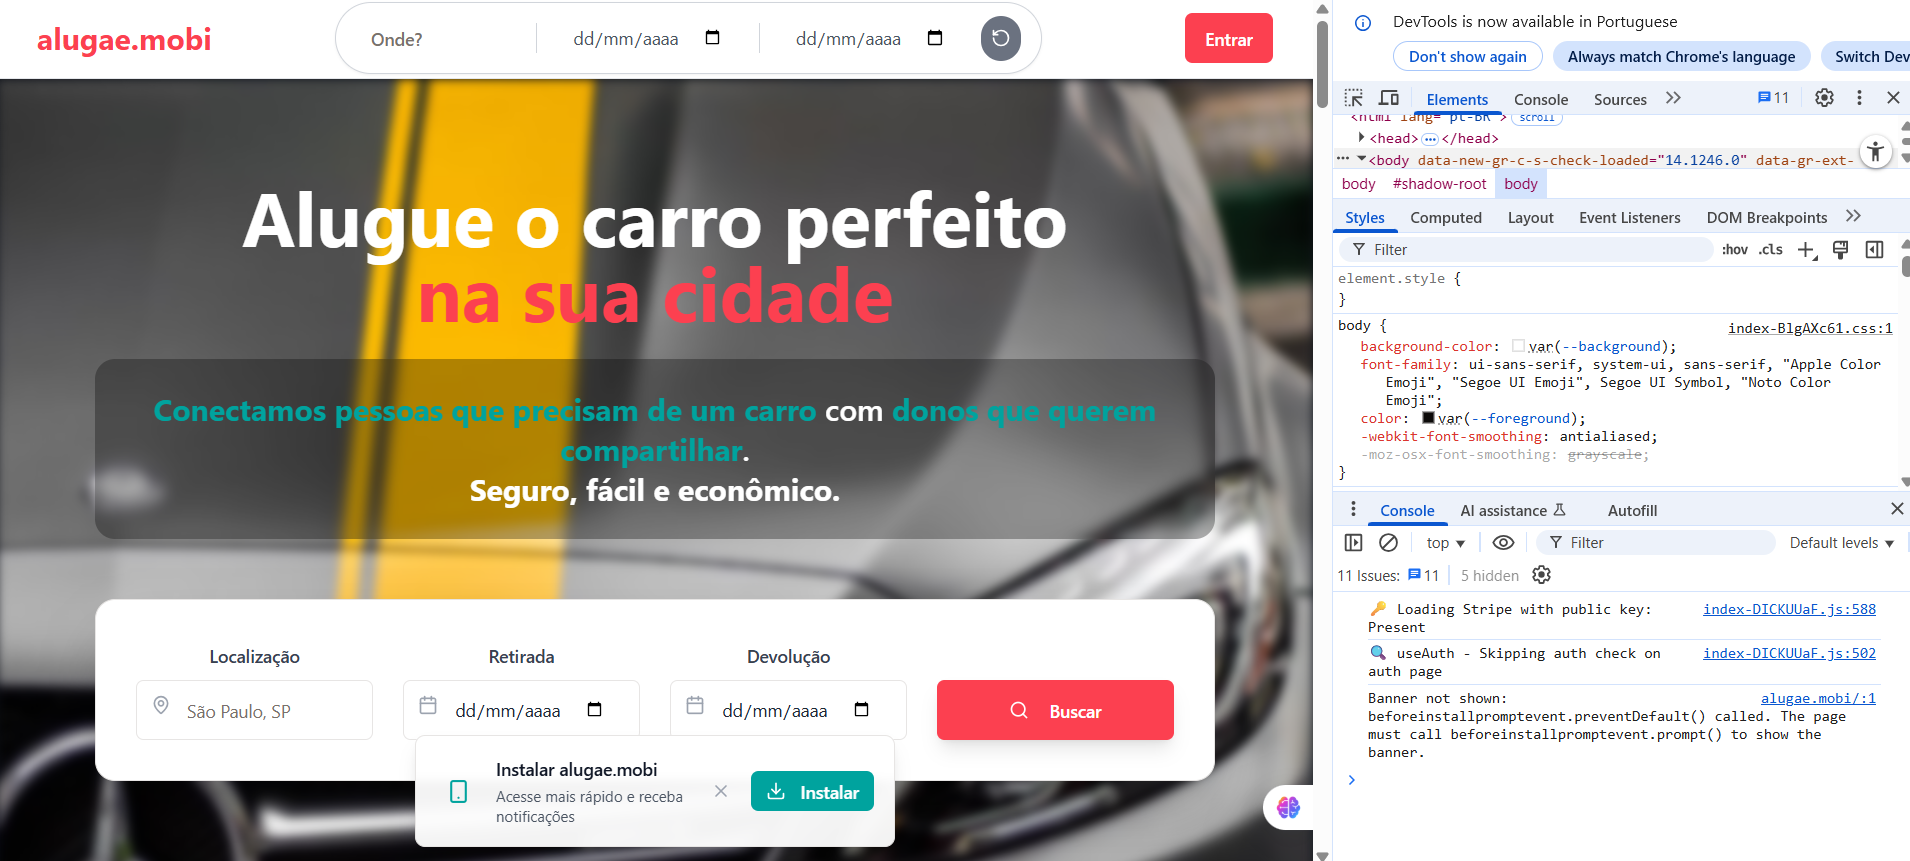 alugae.mobi
Onde?
dd/mm/aaaa
dd/mm/aaaa
Entrar
Alugue o carro perfeito
na sua cidade
Conectamos pessoas que precisam de um carro com donos que querem
compartilhar.
Seguro, fácil e econômico.
Localização
Retirada
Devolução
São Paulo, SP
dd/mm/aaaa
dd/mm/aaaa
Buscar
Instalar alugae.mobi
Acesse mais rápido e receba
notificações
Instalar
DevTools is now available in Portuguese
Don't show again
Always match Chrome's language
Switch Dev
Elements
Console
Sources
11
<html lang="pt-BR">
scroll
<head> ••• </head>
<body data-new-gr-c-s-check-loaded="14.1246.0" data-gr-ext-
body
#shadow-root
body
Styles
Computed
Layout
Event Listeners
DOM Breakpoints
Filter
:hov
.cls
element.style {
}
body {
index-BlgAXc61.css:1
background-color: var(--background);
font-family: ui-sans-serif, system-ui, sans-serif, "Apple Color
Emoji", "Segoe UI Emoji", Segoe UI Symbol, "Noto Color
Emoji";
color: var(--foreground);
-webkit-font-smoothing: antialiased;
-moz-osx-font-smoothing: grayscale;
}
Console
AI assistance
Autofill
top
Filter
Default levels
11 Issues:
11
5 hidden
🔑 Loading Stripe with public key:
Present
index-DICKUUaF.js:588
🔍 useAuth - Skipping auth check on
auth page
index-DICKUUaF.js:502
Banner not shown:
alugae.mobi/:1
beforeinstallpromptevent.preventDefault() called. The page
must call beforeinstallpromptevent.prompt() to show the
banner.